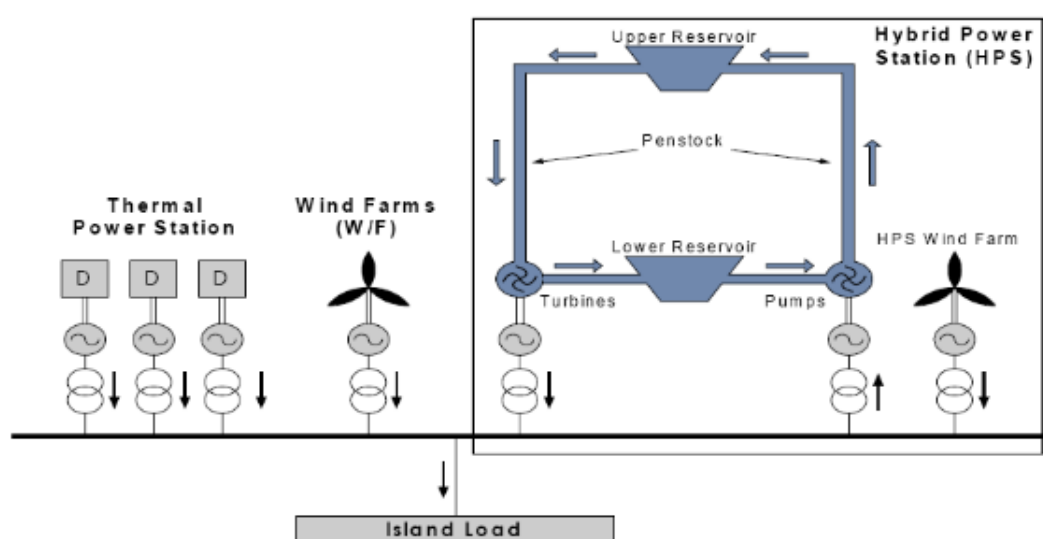 Upper Reservoir
Hybrid Power
Station (HPS)
Penstock
Thermal
Power Station
Wind Farms
(W/F)
Lower Reservoir
HPS Wind Farm
D
D
D
Turbines
Pumps
Island Load